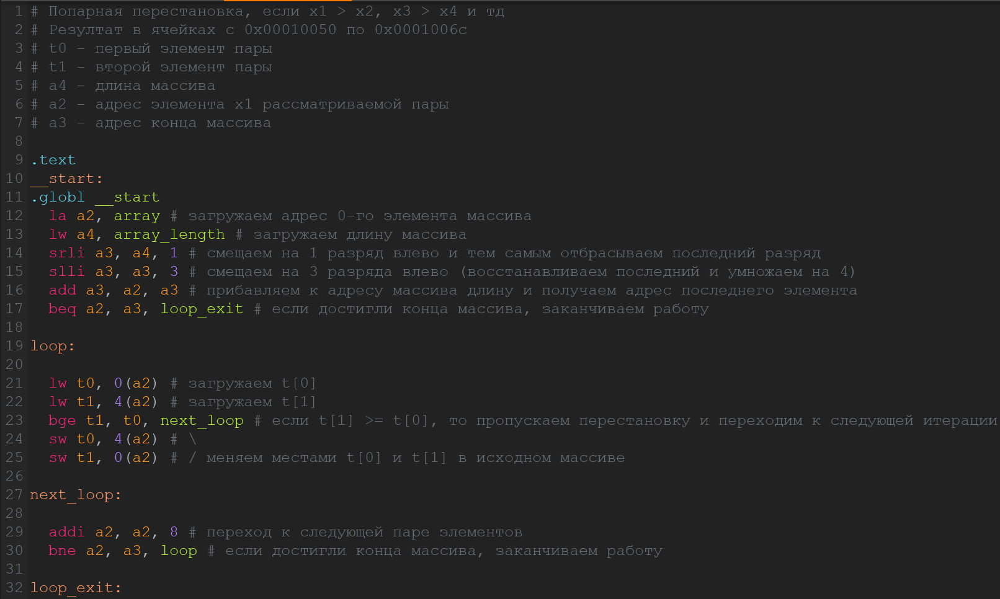 1 # Попарная перестановка, если x1 > x2, x3 > x4 и тд
2 # Резултат в ячейках с 0x00010050 по 0x0001006c
3 # t0 - первый элемент пары
4 # t1 - второй элемент пары
5 # a4 - длина массива
6 # a2 - адрес элемента x1 рассматриваемой пары
7 # a3 - адрес конца массива
8
9 .text
10 __start:
11 .globl __start
12   la a2, array # загружаем адрес 0-го элемента массива
13   lw a4, array_length # загружаем длину массива
14   srli a3, a4, 1 # смещаем на 1 разряд влево и тем самым отбрасываем последний разряд
15   slli a3, a3, 3 # смещаем на 3 разряда влево (восстанавливаем последний и умножаем на 4)
16   add a3, a2, a3 # прибавляем к адресу массива длину и получаем адрес последнего элемента
17   beq a2, a3, loop_exit # если достигли конца массива, заканчиваем работу
18
19 loop:
20
21   lw t0, 0(a2) # загружаем t[0]
22   lw t1, 4(a2) # загружаем t[1]
23   bge t1, t0, next_loop # если t[1] >= t[0], то пропускаем перестановку и переходим к следующей итерации
24   sw t0, 4(a2) # \
25   sw t1, 0(a2) # / меняем местами t[0] и t[1] в исходном массиве
26
27 next_loop:
28
29   addi a2, a2, 8 # переход к следующей паре элементов
30   bne a2, a3, loop # если достигли конца массива, заканчиваем работу
31
32 loop_exit: